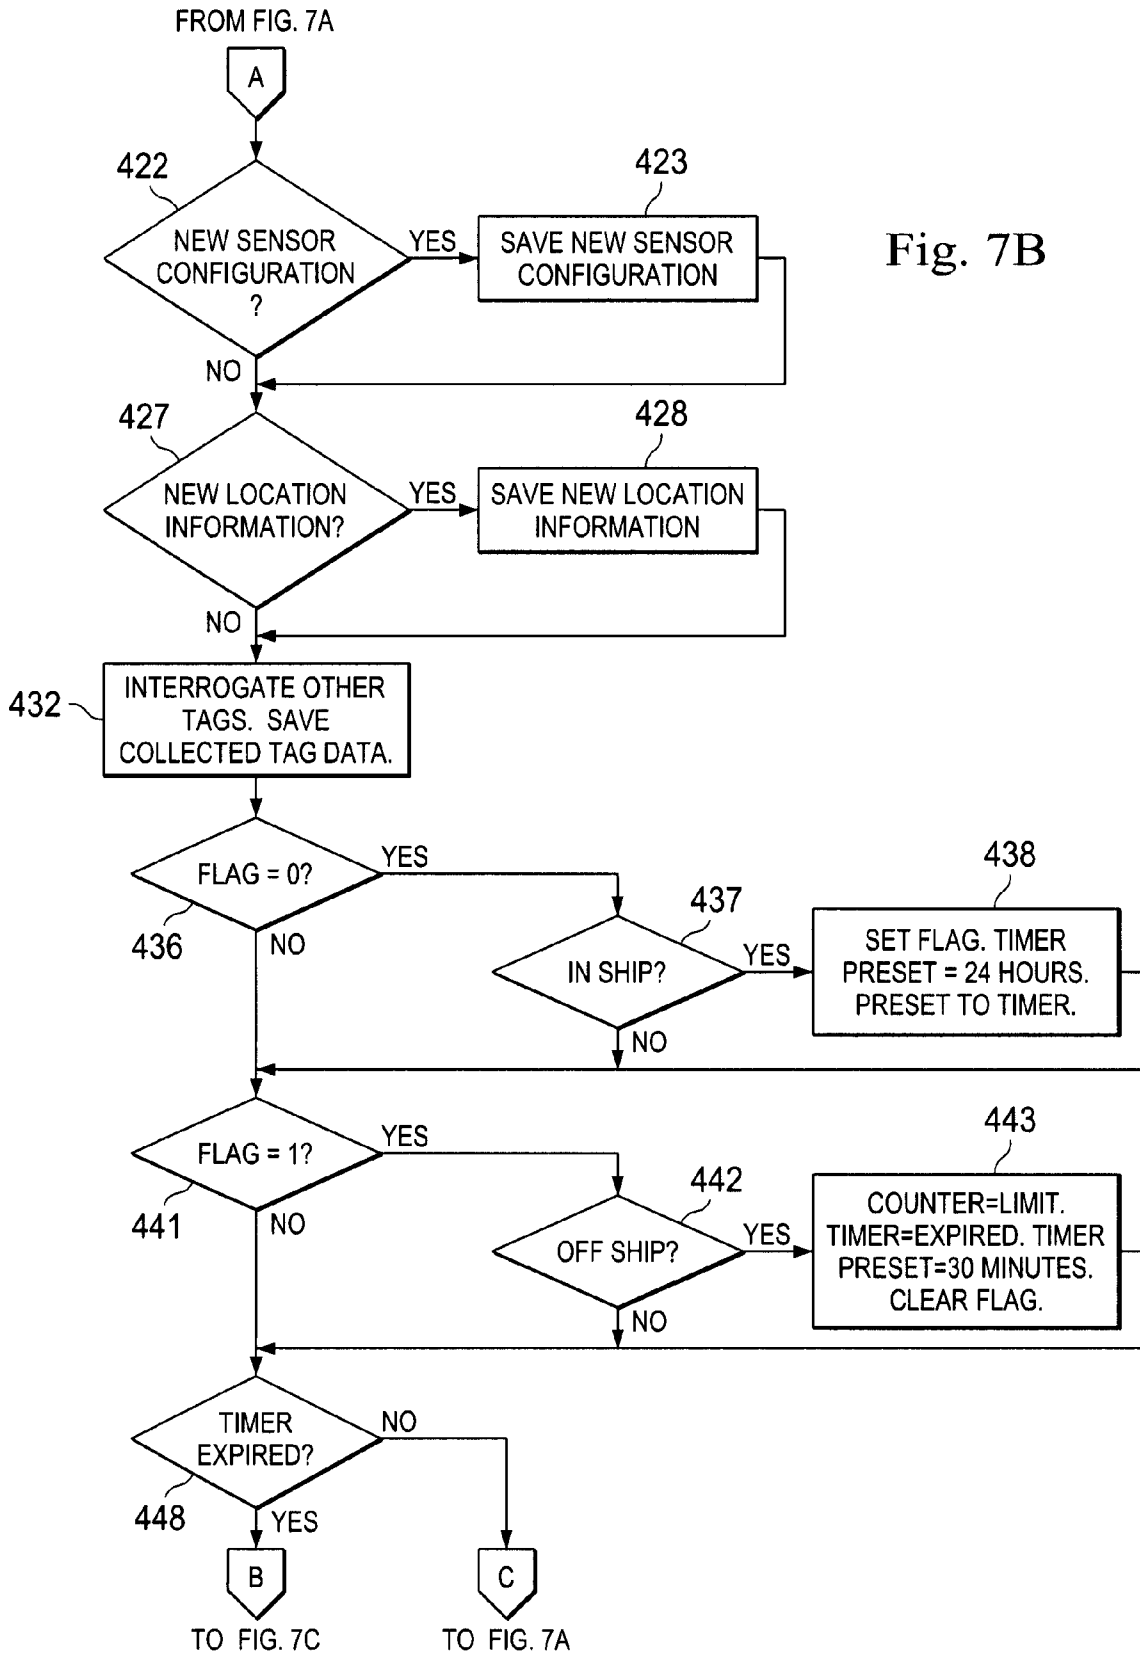 FROM FIG. 7A
A
422
NEW SENSOR
CONFIGURATION
?
YES
423
SAVE NEW SENSOR
CONFIGURATION
Fig. 7B
NO
427
NEW LOCATION
INFORMATION?
YES
428
SAVE NEW LOCATION
INFORMATION
NO
432
INTERROGATE OTHER
TAGS. SAVE
COLLECTED TAG DATA.
FLAG = 0?
YES
436
NO
437
IN SHIP?
YES
NO
438
SET FLAG. TIMER
PRESET = 24 HOURS.
PRESET TO TIMER.
FLAG = 1?
YES
441
NO
442
OFF SHIP?
YES
NO
443
COUNTER=LIMIT.
TIMER=EXPIRED. TIMER
PRESET=30 MINUTES.
CLEAR FLAG.
TIMER
EXPIRED?
NO
448
YES
B
TO FIG. 7C
C
TO FIG. 7A